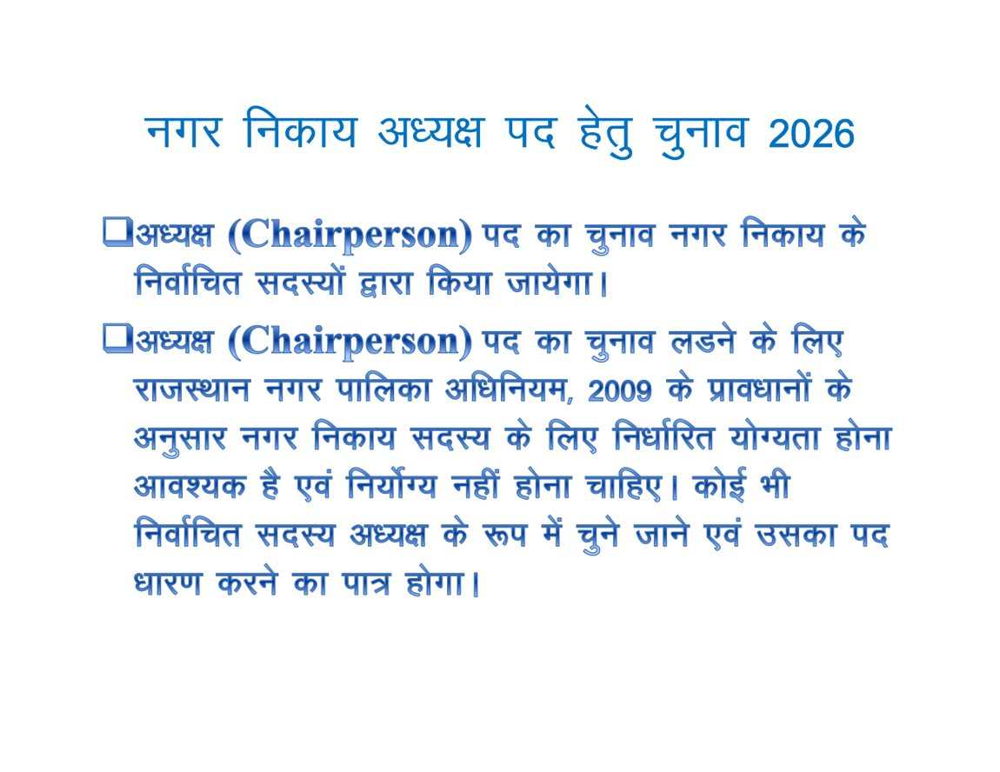 नगर निकाय अध्यक्ष पद हेतु चुनाव 2026
❑अध्यक्ष (Chairperson) पद का चुनाव नगर निकाय के
निर्वाचित सदस्यों द्वारा किया जायेगा।
❑अध्यक्ष (Chairperson) पद का चुनाव लडने के लिए
राजस्थान नगर पालिका अधिनियम, 2009 के प्रावधानों के
अनुसार नगर निकाय सदस्य के लिए निर्धारित योग्यता होना
आवश्यक है एवं निर्योग्य नहीं होना चाहिए। कोई भी
निर्वाचित सदस्य अध्यक्ष के रूप में चुने जाने एवं उसका पद
धारण करने का पात्र होगा।